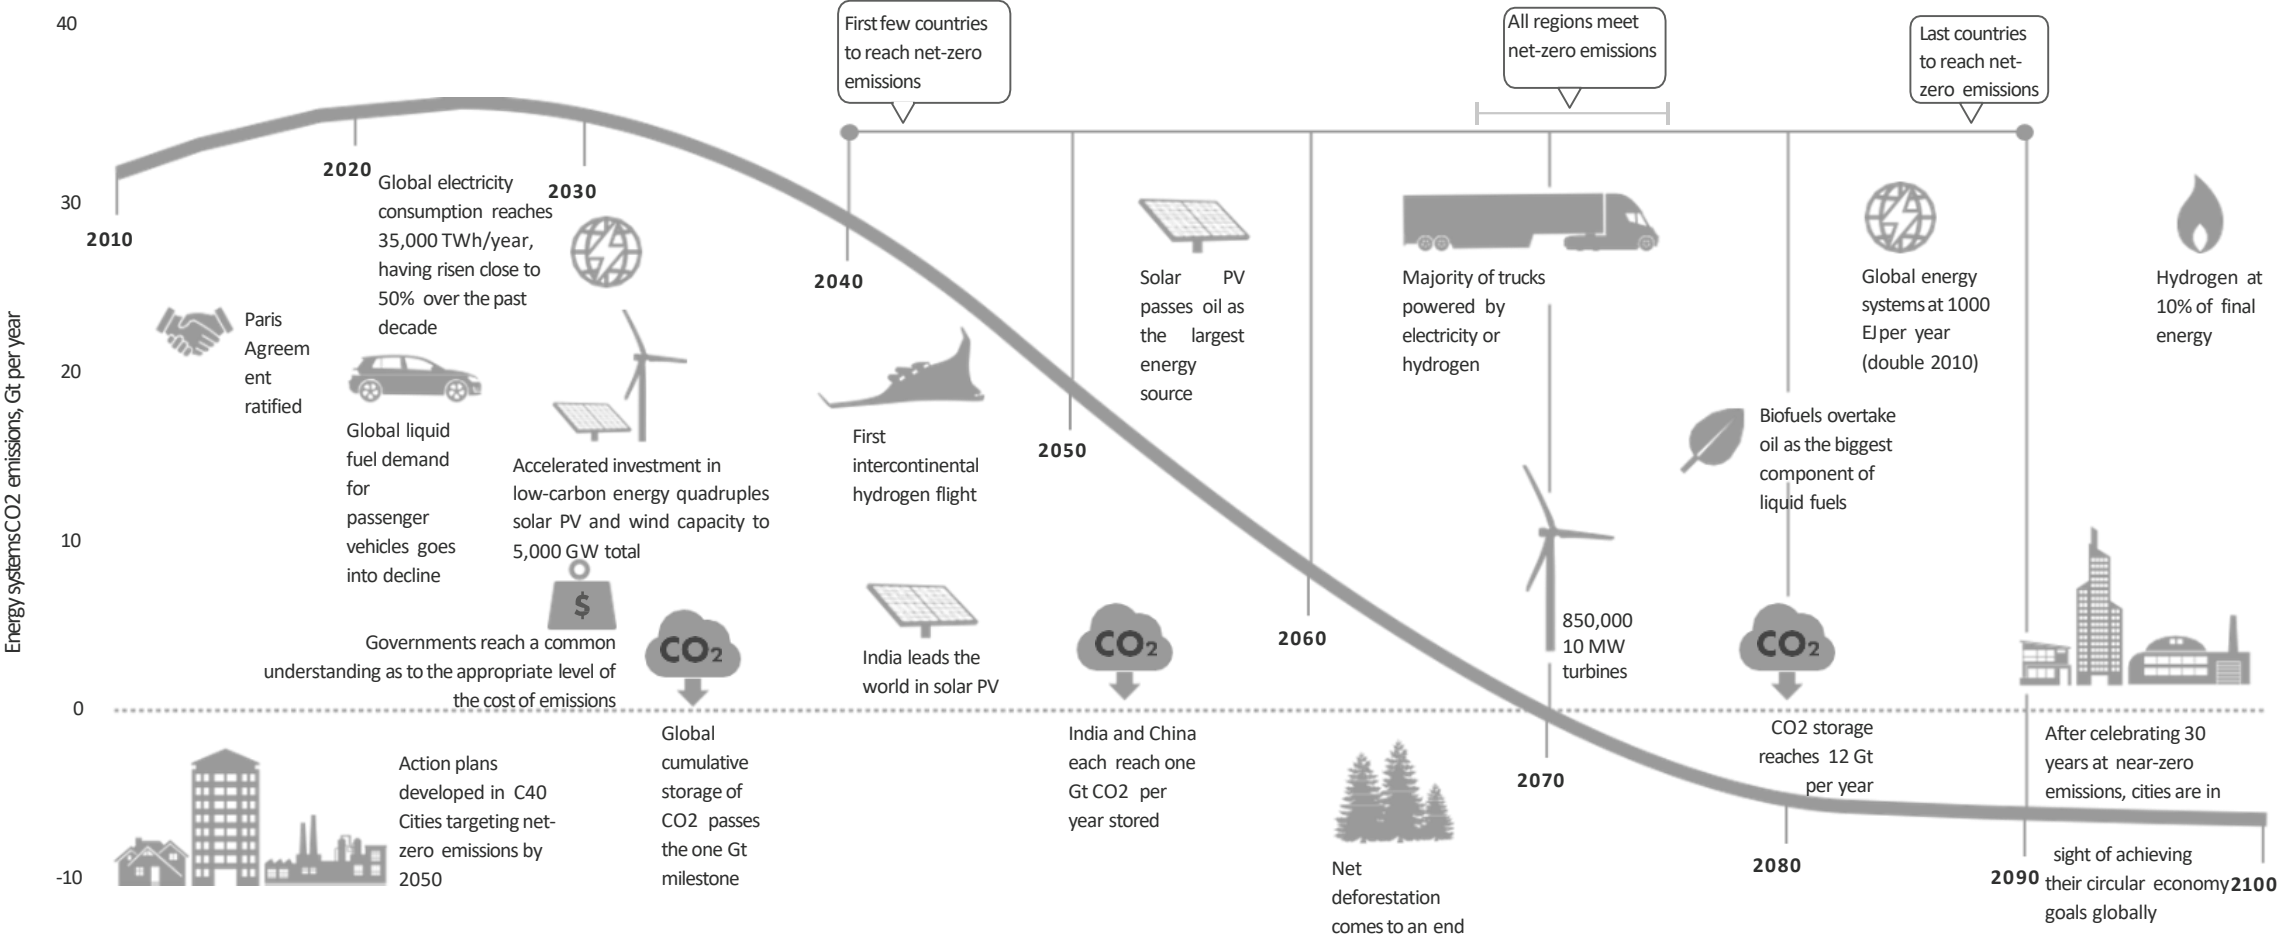 40
30
20
10
0
-10
Energy systemsCO2 emissions, Gt per year
First few countries
to reach net-zero
emissions
All regions meet
net-zero emissions
Last countries
to reach net-
zero emissions
2010
2020
2030
2040
2050
2060
2070
2080
2090
2100
Paris
Agreem
ent
ratified
Global electricity
consumption reaches
35,000 TWh/year,
having risen close to
50% over the past
decade
Global liquid
fuel demand
for
passenger
vehicles goes
into decline
Accelerated investment in
low-carbon energy quadruples
solar PV and wind capacity to
5,000 GW total
$
Governments reach a common
understanding as to the appropriate level of
the cost of emissions
Action plans
developed in C40
Cities targeting net-
zero emissions by
2050
CO2
Global
cumulative
storage of
CO2 passes
the one Gt
milestone
First
intercontinental
hydrogen flight
India leads the
world in solar PV
Solar PV
passes oil as
the largest
energy
source
CO2
India and China
each reach one
Gt CO2 per
year stored
Majority of trucks
powered by
electricity or
hydrogen
850,000
10 MW
turbines
Net
deforestation
comes to an end
Global energy
systems at 1000
EJ per year
(double 2010)
Biofuels overtake
oil as the biggest
component of
liquid fuels
CO2
CO2 storage
reaches 12 Gt
per year
Hydrogen at
10% of final
energy
After celebrating 30
years at near-zero
emissions, cities are in
sight of achieving
their circular economy
goals globally